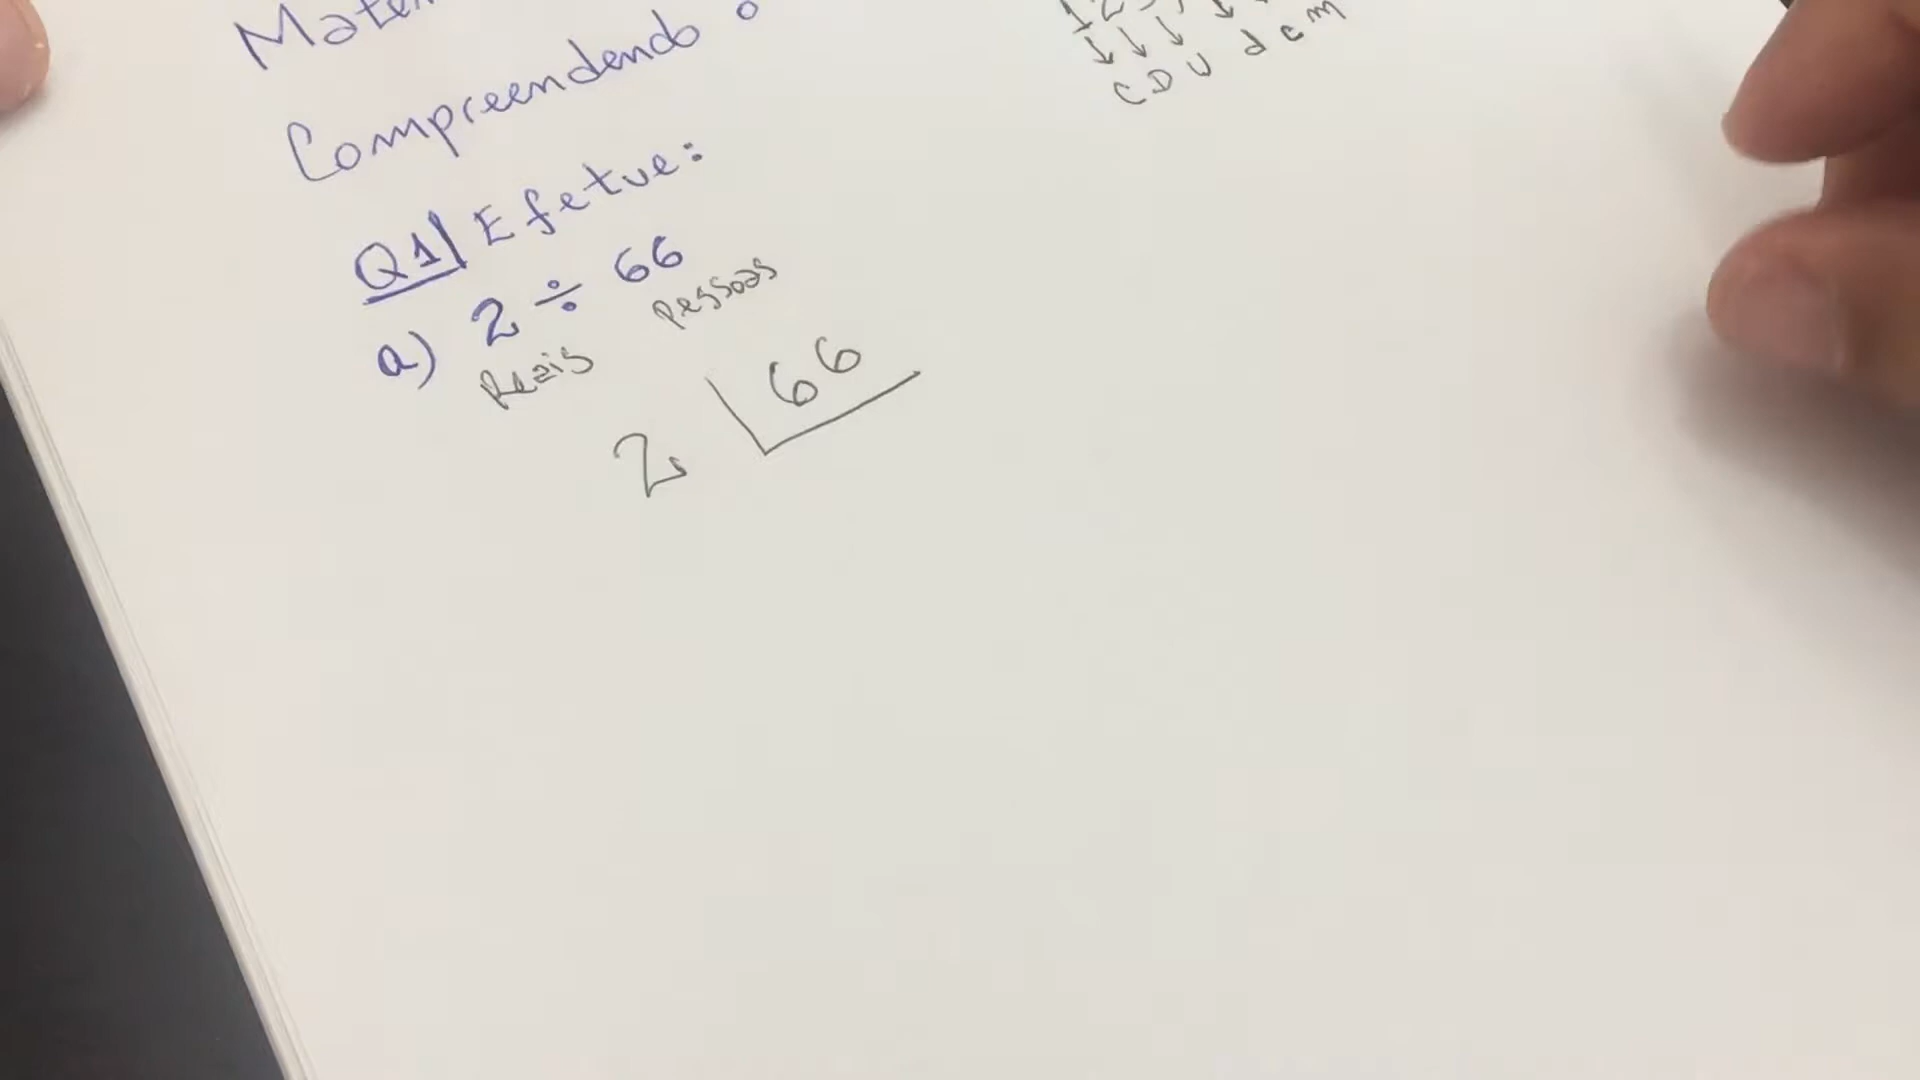 Compreendendo o
C D U d c m
Q1| Efetue:
a) 2 ÷ 66
Reais Pessoas
2 66